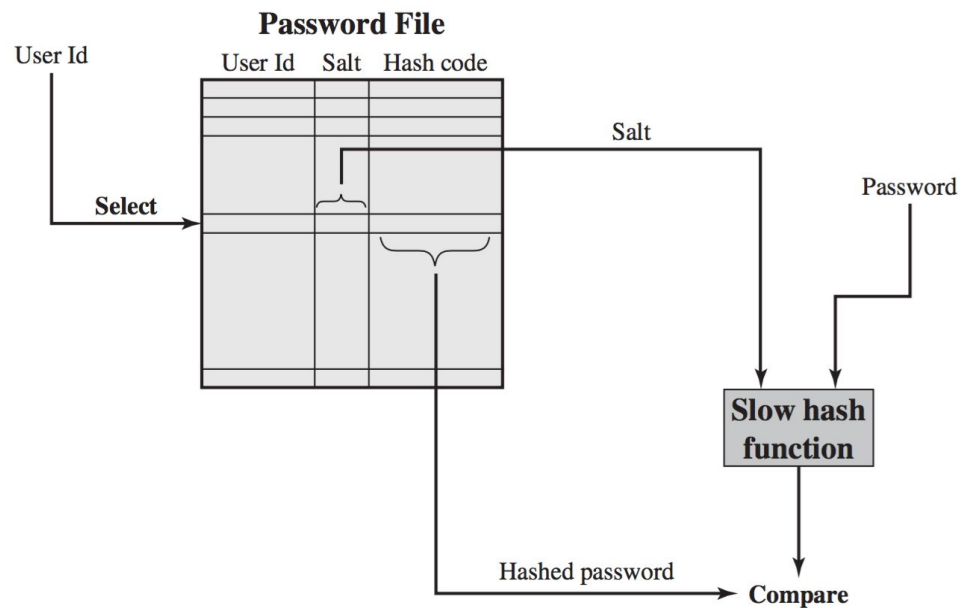 Password File
User Id
User Id Salt Hash code
Salt
Password
Select
Slow hash
function
Hashed password
Compare